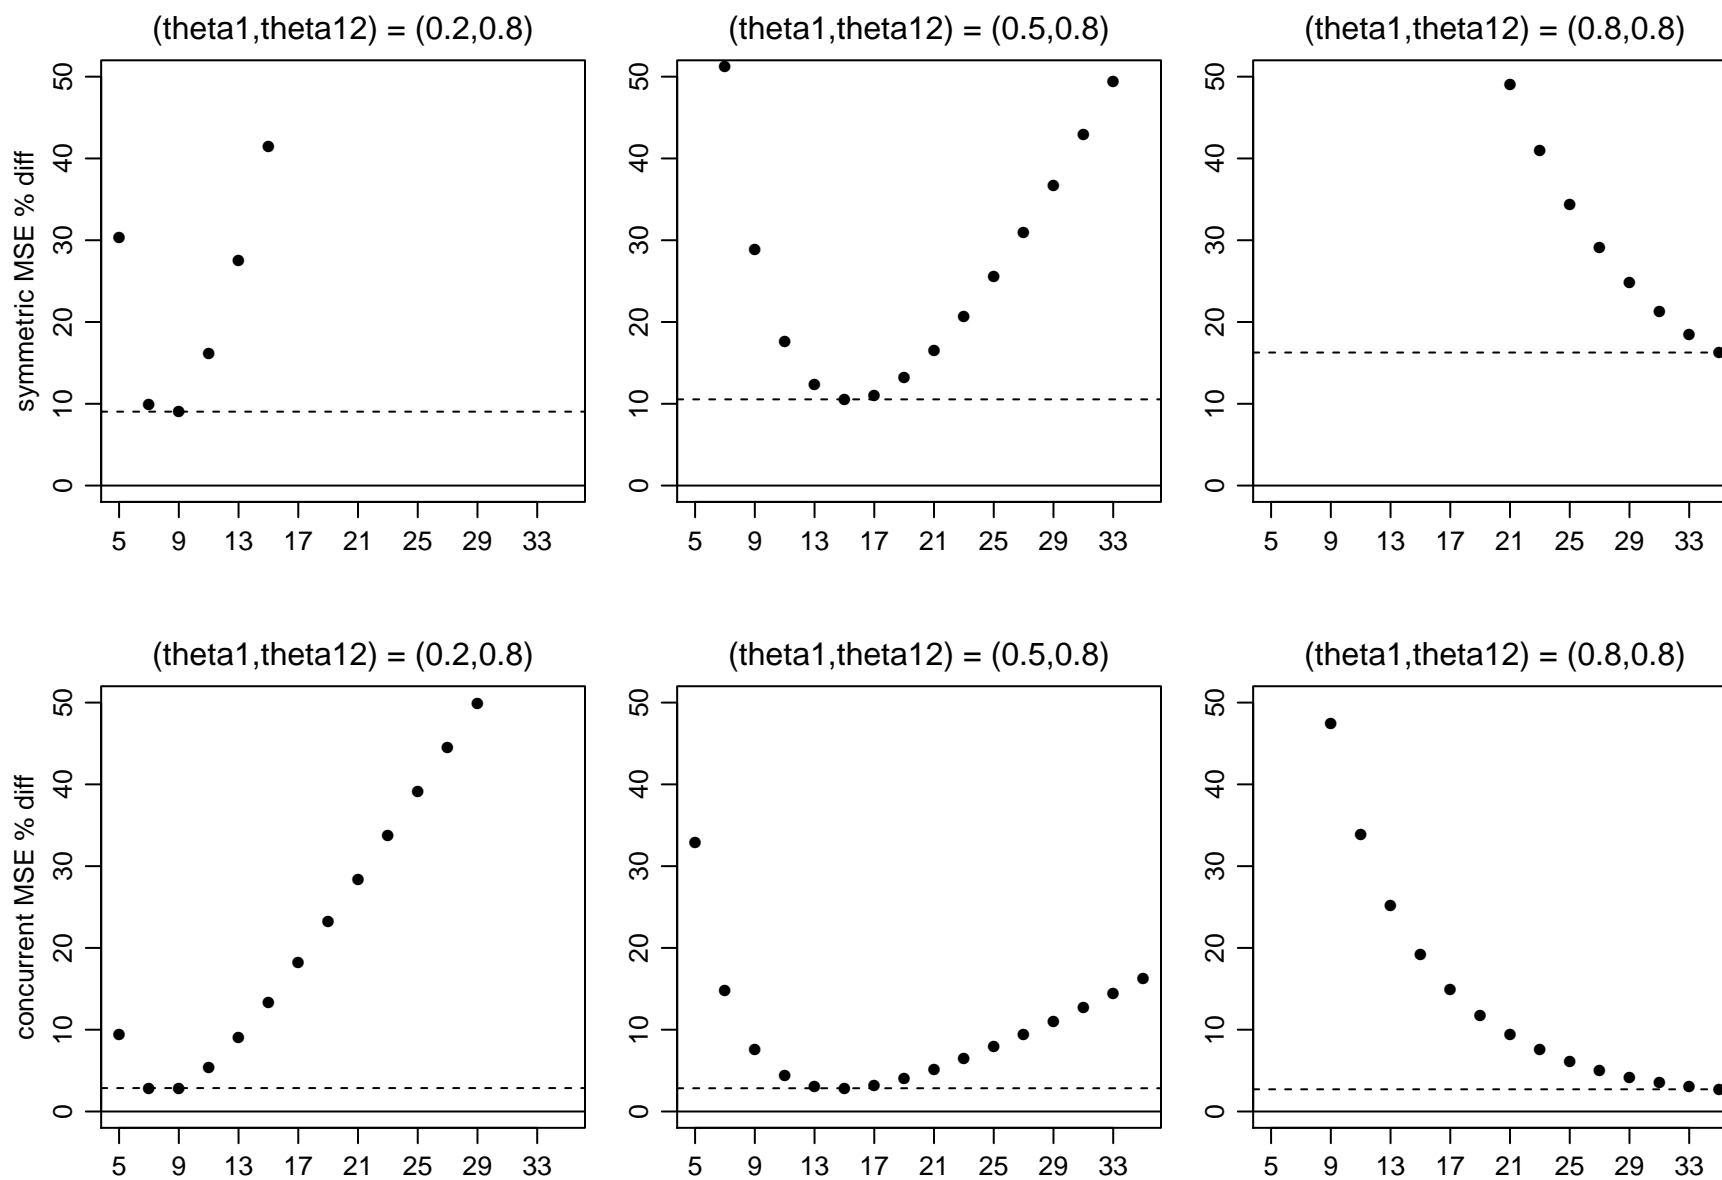 (theta1,theta12) = (0.2,0.8)
(theta1,theta12) = (0.5,0.8)
(theta1,theta12) = (0.8,0.8)
symmetric MSE % diff
0 10 20 30 40 50
5 9 13 17 21 25 29 33
0 10 20 30 40 50
5 9 13 17 21 25 29 33
0 10 20 30 40 50
5 9 13 17 21 25 29 33
(theta1,theta12) = (0.2,0.8)
(theta1,theta12) = (0.5,0.8)
(theta1,theta12) = (0.8,0.8)
concurrent MSE % diff
0 10 20 30 40 50
5 9 13 17 21 25 29 33
0 10 20 30 40 50
5 9 13 17 21 25 29 33
0 10 20 30 40 50
5 9 13 17 21 25 29 33